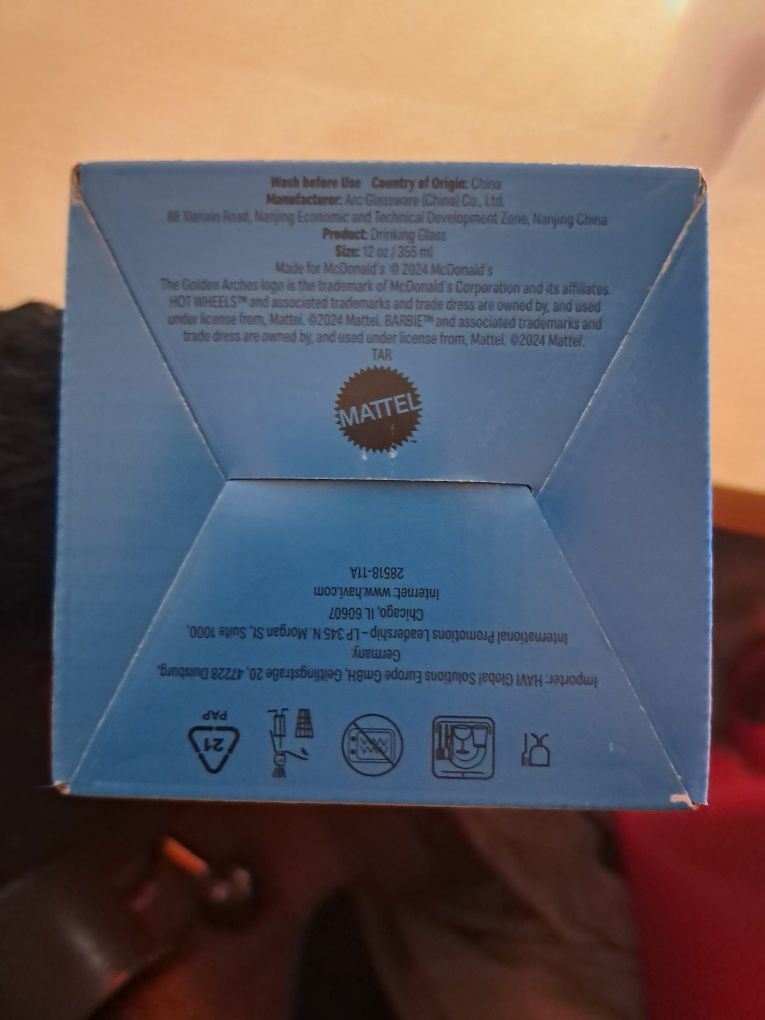 Wash before Use Country of Origin: China
Manufacturer: Arc Glassware (China) Co., Ltd.
88 Xianxin Road, Nanjing Economic and Technical Development Zone, Nanjing China
Product: Drinking Glass
Size: 12 oz / 355 ml
Made for McDonald's © 2024 McDonald's
The Golden Arches logo is the trademark of McDonald's Corporation and its affiliates.
HOT WHEELS™ and associated trademarks and trade dress are owned by, and used
under license from, Mattel. ©2024 Mattel. BARBIE™ and associated trademarks and
trade dress are owned by, and used under license from, Mattel. ©2024 Mattel.
TAR
MATTEL
21
PAP
Importer: HAVI Global Solutions Europe, GmbH, Geitlingstraße 20, 47228 Duisburg,
Germany.
International Promotions Leadership – LP 345 N. Morgan St, Suite 1000,
Chicago, IL 60607
Internet: www.havi.com
28518-11A